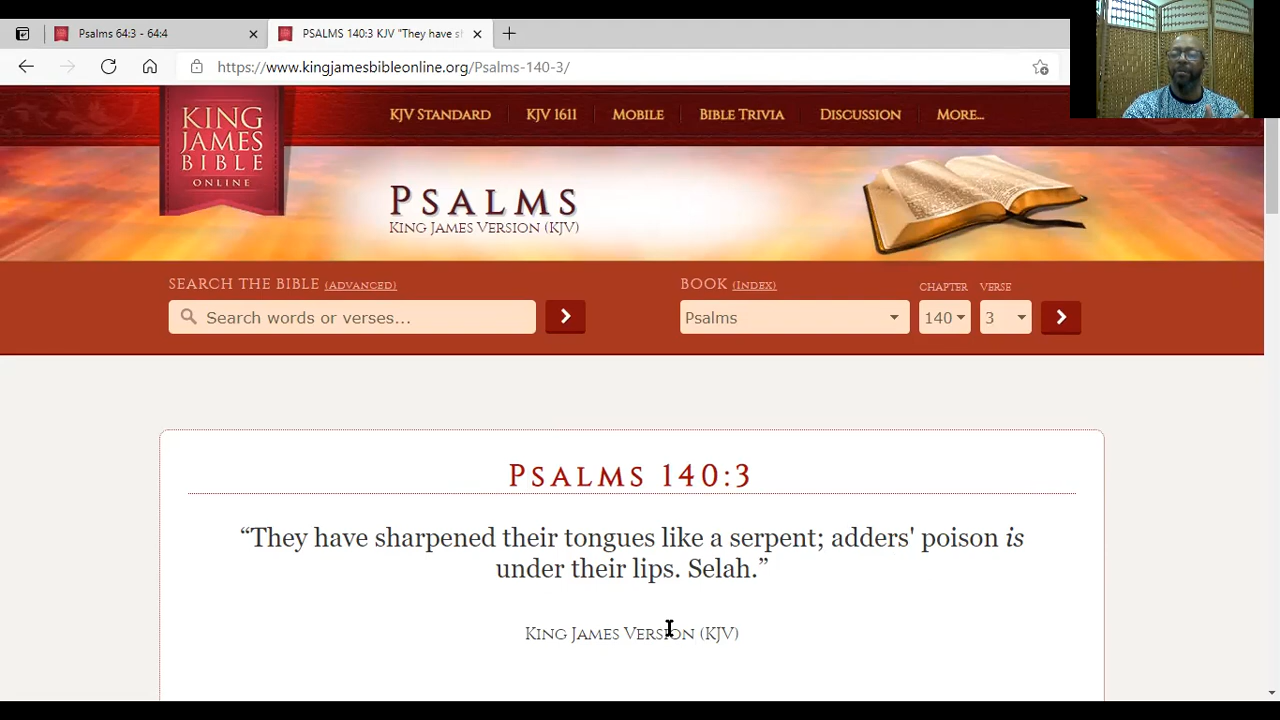 Psalms 64:3 - 64:4
PSALMS 140:3 KJV "They have s
https://www.kingjamesbibleonline.org/Psalms-140-3/
KING
JAMES
BIBLE
ONLINE
KJV STANDARD
KJV 1611
MOBILE
BIBLE TRIVIA
DISCUSSION
MORE...
PSALMS
KING JAMES VERSION (KJV)
SEARCH THE BIBLE (ADVANCED)
BOOK (INDEX)
CHAPTER
VERSE
Search words or verses...
Psalms
140
3
PSALMS 140:3
“They have sharpened their tongues like a serpent; adders' poison is
under their lips. Selah.”
KING JAMES VERSION (KJV)